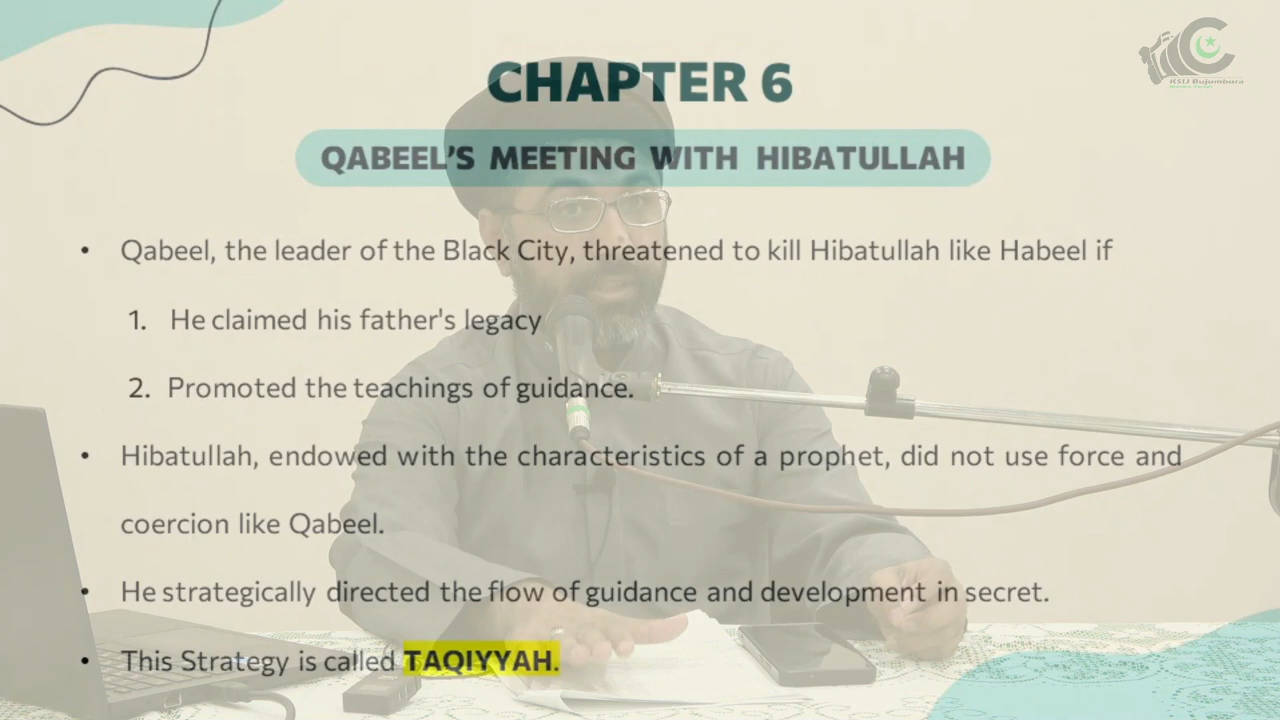 CHAPTER 6
QABEEL'S MEETING WITH HIBATULLAH
• Qabeel, the leader of the Black City, threatened to kill Hibatullah like Habeel if
1. He claimed his father's legacy
2. Promoted the teachings of guidance.
• Hibatullah, endowed with the characteristics of a prophet, did not use force and
coercion like Qabeel.
• He strategically directed the flow of guidance and development in secret.
• This Strategy is called TAQIYYAH.
KSIJ Bujumbura